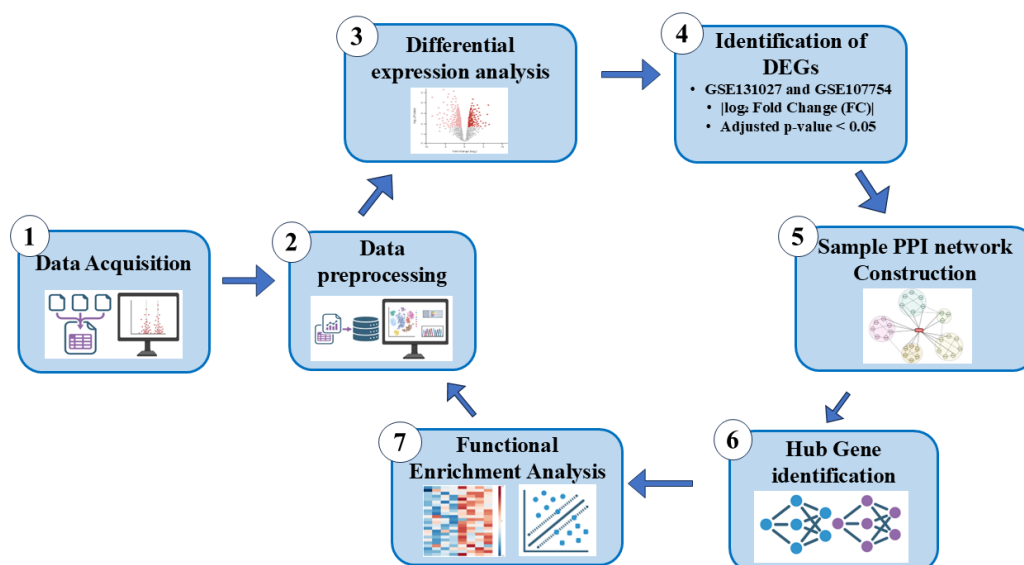 1
Data Acquisition
2
Data
preprocessing
3
Differential
expression analysis
4
Identification of
DEGs
• GSE131027 and GSE107754
• |log₂ Fold Change (FC)|
• Adjusted p-value < 0.05
5
Sample PPI network
Construction
6
Hub Gene
identification
7
Functional
Enrichment Analysis